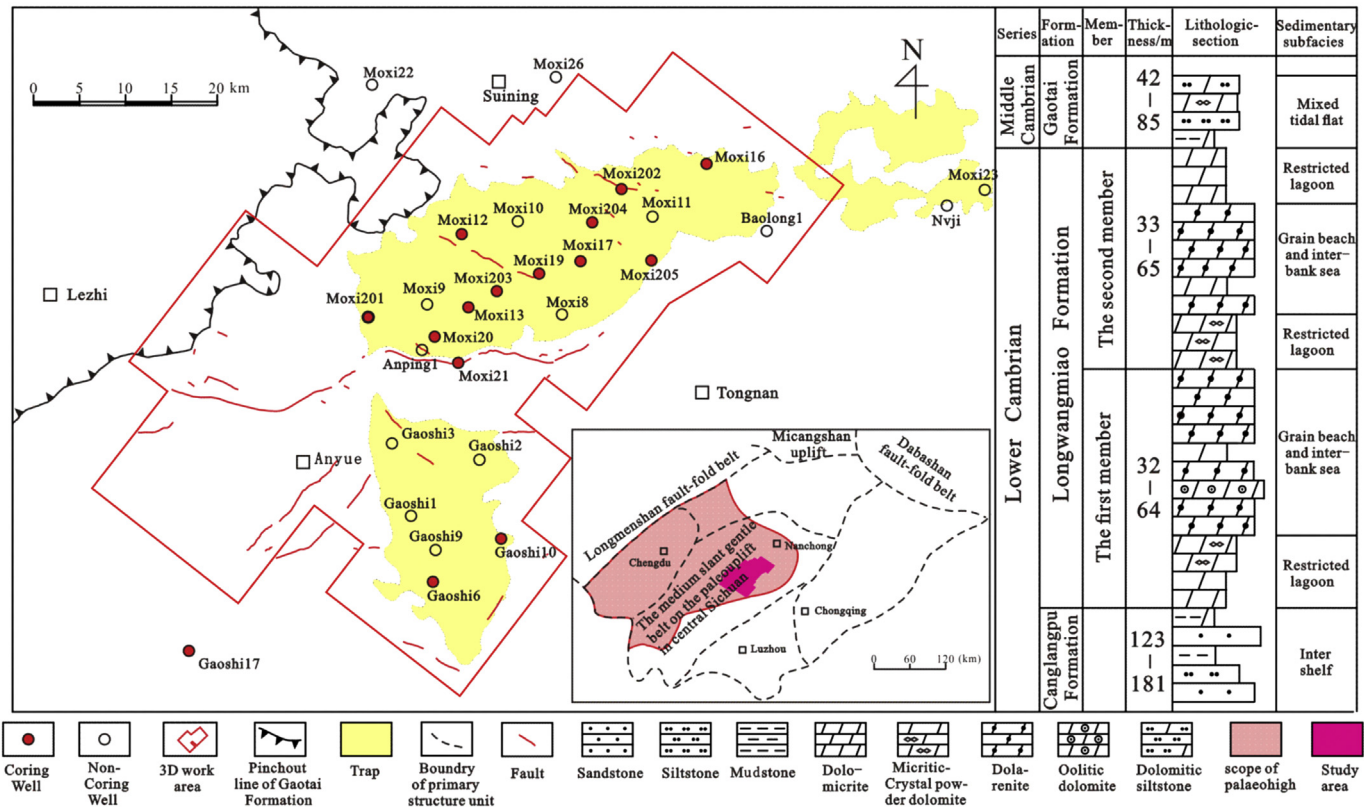 0 5 10 15 20 km
Moxi22
Suining
Moxi26
N
Moxi16
Moxi202
Moxi23
Moxi12
Moxi10
Moxi204
Moxi11
Baolong1
Nvji
Moxi17
Moxi19
Moxi205
Lezhi
Moxi203
Moxi201
Moxi9
Moxi13
Moxi8
Moxi20
Anping1
Moxi21
Tongnan
Gaoshi3
Gaoshi2
Anyue
Gaoshi1
Gaoshi9
Gaoshi10
Gaoshi6
Gaoshi17
Micangshan
uplift
Dabashan
fault-fold belt
Longmenshan fault-fold belt
Chengdu
Nanchong
The medium slant gentle
belt on the paleouplift
in central Sichuan
Chongqing
Luzhou
0 60 120 (km)
Series
Form-
ation
Mem-
ber
Thick-
ness/m
Lithologic-
section
Sedimentary
subfacies
Middle
Cambrian
Gaotai
Formation
42
85
Mixed
tidal flat
Lower Cambrian
Longwangmiao Formation
The second member
33
65
Restricted
lagoon
Grain beach
and inter-
bank sea
Restricted
lagoon
The first member
32
64
Grain beach
and inter-
bank sea
Restricted
lagoon
Canglangpu
Formation
123
181
Inter
shelf
Coring
Well
Non-
Coring
Well
3D work
area
Pinchout
line of Gaotai
Formation
Trap
Boundry
of primary
structure unit
Fault
Sandstone
Siltstone
Mudstone
Dolo-
micrite
Micritic-
Crystal pow-
der dolomite
Dola-
renite
Oolitic
dolomite
Dolomitic
siltstone
scope of
palaeohigh
Study
area